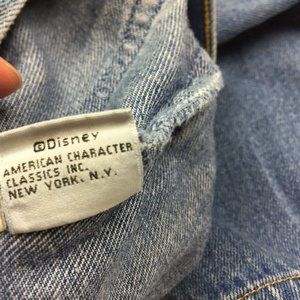 ©Disney
AMERICAN CHARACTER
CLASSICS INC.
NEW YORK, N.Y.